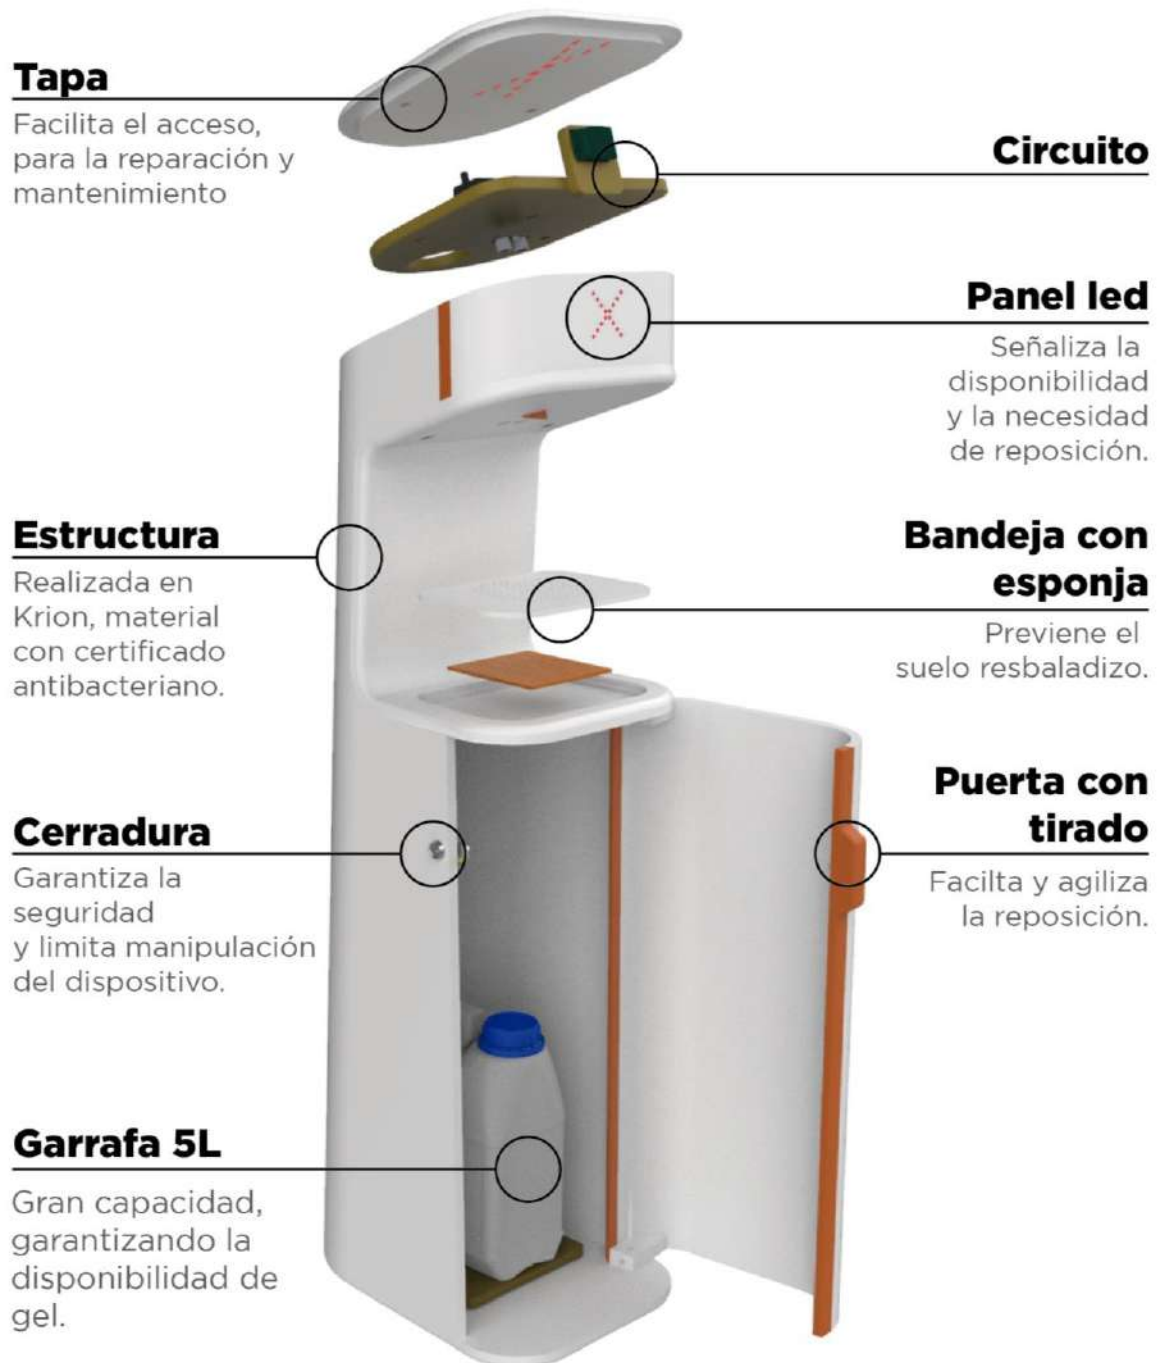 Tapa
Facilita el acceso,
para la reparación y
mantenimiento
Circuito
Panel led
Señaliza la
disponibilidad
y la necesidad
de reposición.
Estructura
Realizada en
Krion, material
con certificado
antibacteriano.
Bandeja con
esponja
Previene el
suelo resbaladizo.
Cerradura
Garantiza la
seguridad
y limita manipulación
del dispositivo.
Puerta con
tirado
Facilta y agiliza
la reposición.
Garrafa 5L
Gran capacidad,
garantizando la
disponibilidad de
gel.